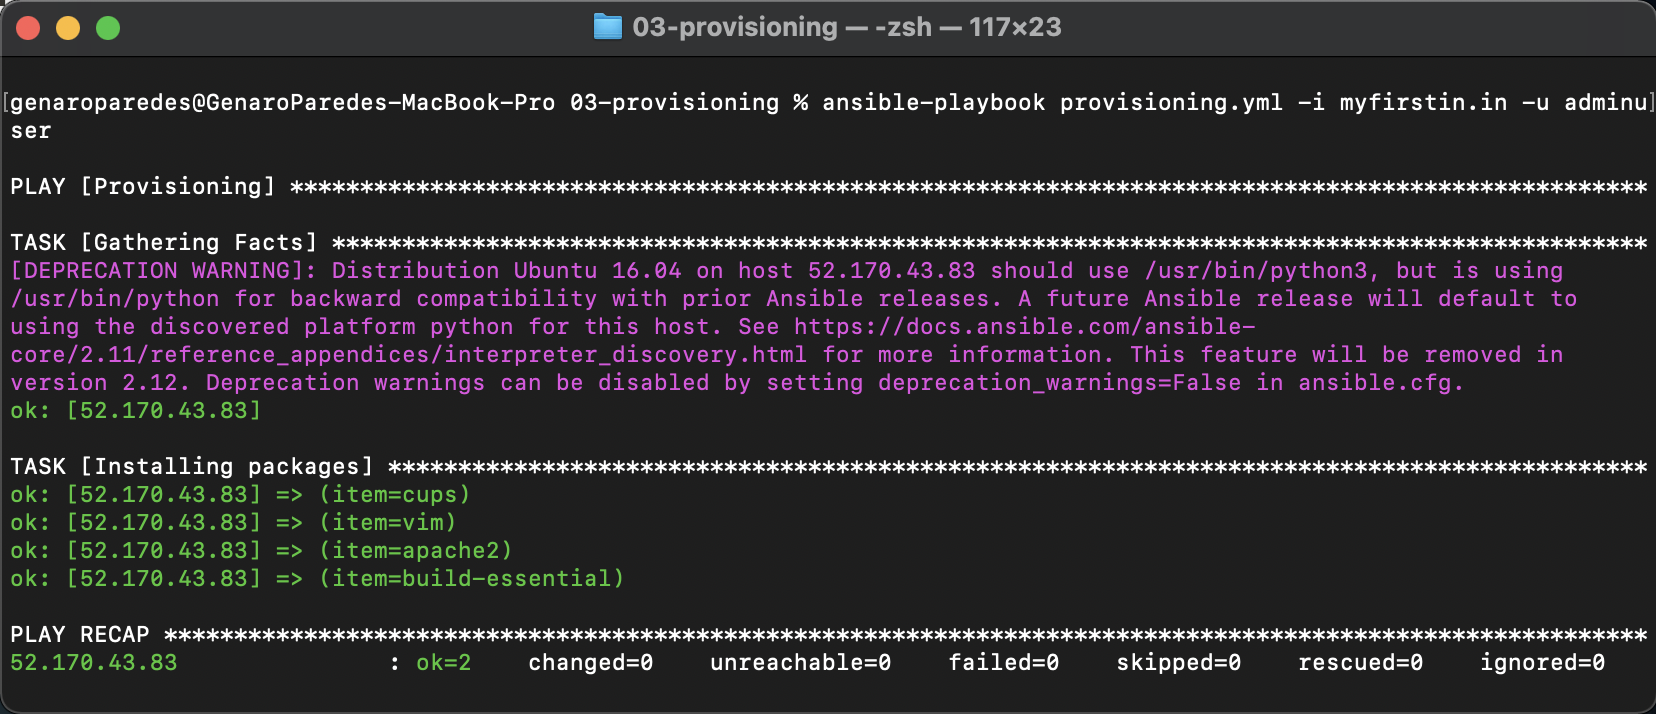 03-provisioning — -zsh — 117×23
[genaroparedes@GenaroParedes-MacBook-Pro 03-provisioning % ansible-playbook provisioning.yml -i myfirstin.in -u adminu]
ser
PLAY [Provisioning] *************************************************************************************************
TASK [Gathering Facts] **********************************************************************************************
[DEPRECATION WARNING]: Distribution Ubuntu 16.04 on host 52.170.43.83 should use /usr/bin/python3, but is using
/usr/bin/python for backward compatibility with prior Ansible releases. A future Ansible release will default to
using the discovered platform python for this host. See https://docs.ansible.com/ansible-
core/2.11/reference_appendices/interpreter_discovery.html for more information. This feature will be removed in
version 2.12. Deprecation warnings can be disabled by setting deprecation_warnings=False in ansible.cfg.
ok: [52.170.43.83]
TASK [Installing packages] ******************************************************************************************
ok: [52.170.43.83] => (item=cups)
ok: [52.170.43.83] => (item=vim)
ok: [52.170.43.83] => (item=apache2)
ok: [52.170.43.83] => (item=build-essential)
PLAY RECAP **********************************************************************************************************
52.170.43.83               : ok=2    changed=0    unreachable=0    failed=0    skipped=0    rescued=0    ignored=0